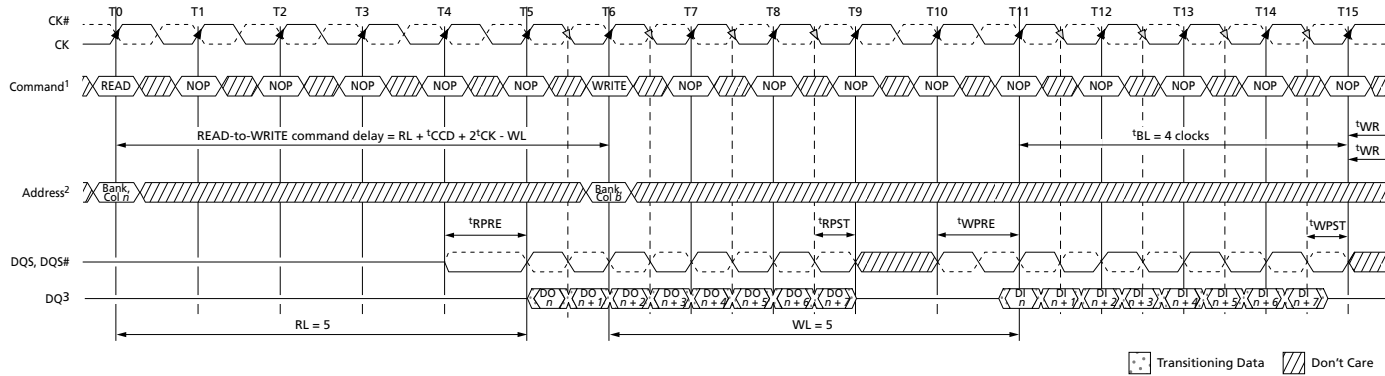 T0 T1 T2 T3 T4 T5 T6 T7 T8 T9 T10 T11 T12 T13 T14 T15
CK#
CK
Command1 READ NOP NOP NOP NOP NOP WRITE NOP NOP NOP NOP NOP NOP NOP NOP NOP
READ-to-WRITE command delay = RL + tCCD + 2tCK - WL
tBL = 4 clocks
tWR
tWR
Address2 Bank, Col n Bank, Col b
tRPRE tRPST tWPRE tWPST
DQS, DQS#
DQ3 DO n DO n + 1 DO n + 2 DO n + 3 DO n + 4 DO n + 5 DO n + 6 DO n + 7 DI n DI n + 1 DI n + 2 DI n + 3 DI n + 4 DI n + 5 DI n + 6 DI n + 7
RL = 5 WL = 5
Transitioning Data Don't Care